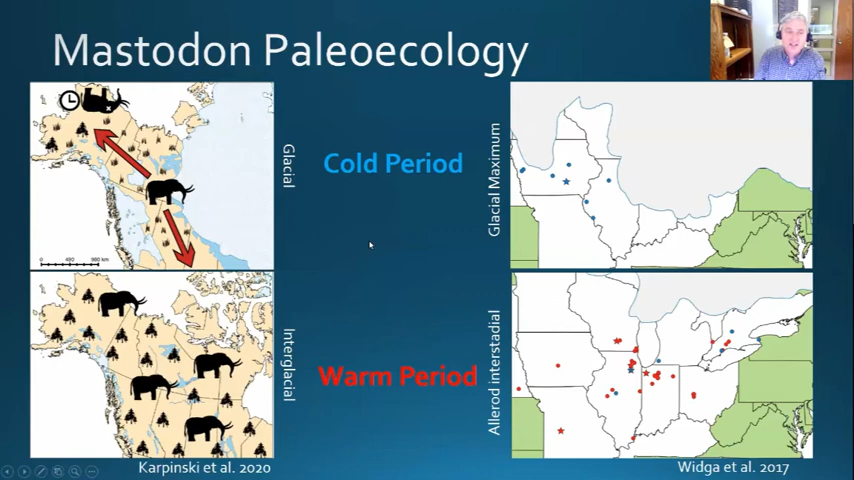 Mastodon Paleoecology
Glacial
Cold Period
Glacial Maximum
Interglacial
Warm Period
Allerod interstadial
Karpinski et al. 2020
Widga et al. 2017